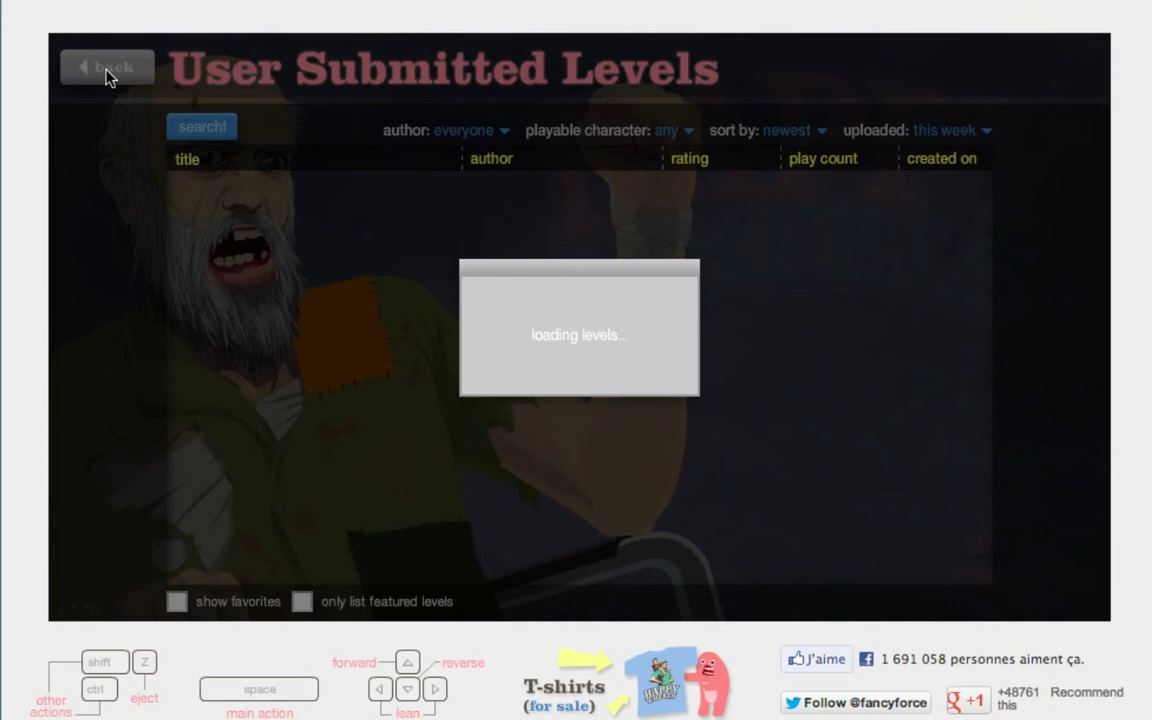 back
User Submitted Levels
search!
author: everyone
playable character: any
sort by: newest
uploaded: this week
title
author
rating
play count
created on
loading levels...
show favorites
only list featured levels
shift
Z
ctrl
other actions
eject
space
main action
forward
reverse
lean
T-shirts
(for sale)
HAPPY WHEELS
J'aime
1 691 058 personnes aiment ça.
Follow @fancyforce
g +1
+48761 Recommend this